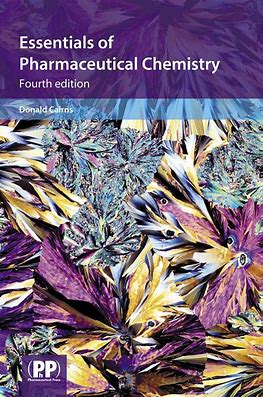 Essentials of
Pharmaceutical Chemistry
Fourth edition
Donald Cairns
(PP)
Pharmaceutical Press